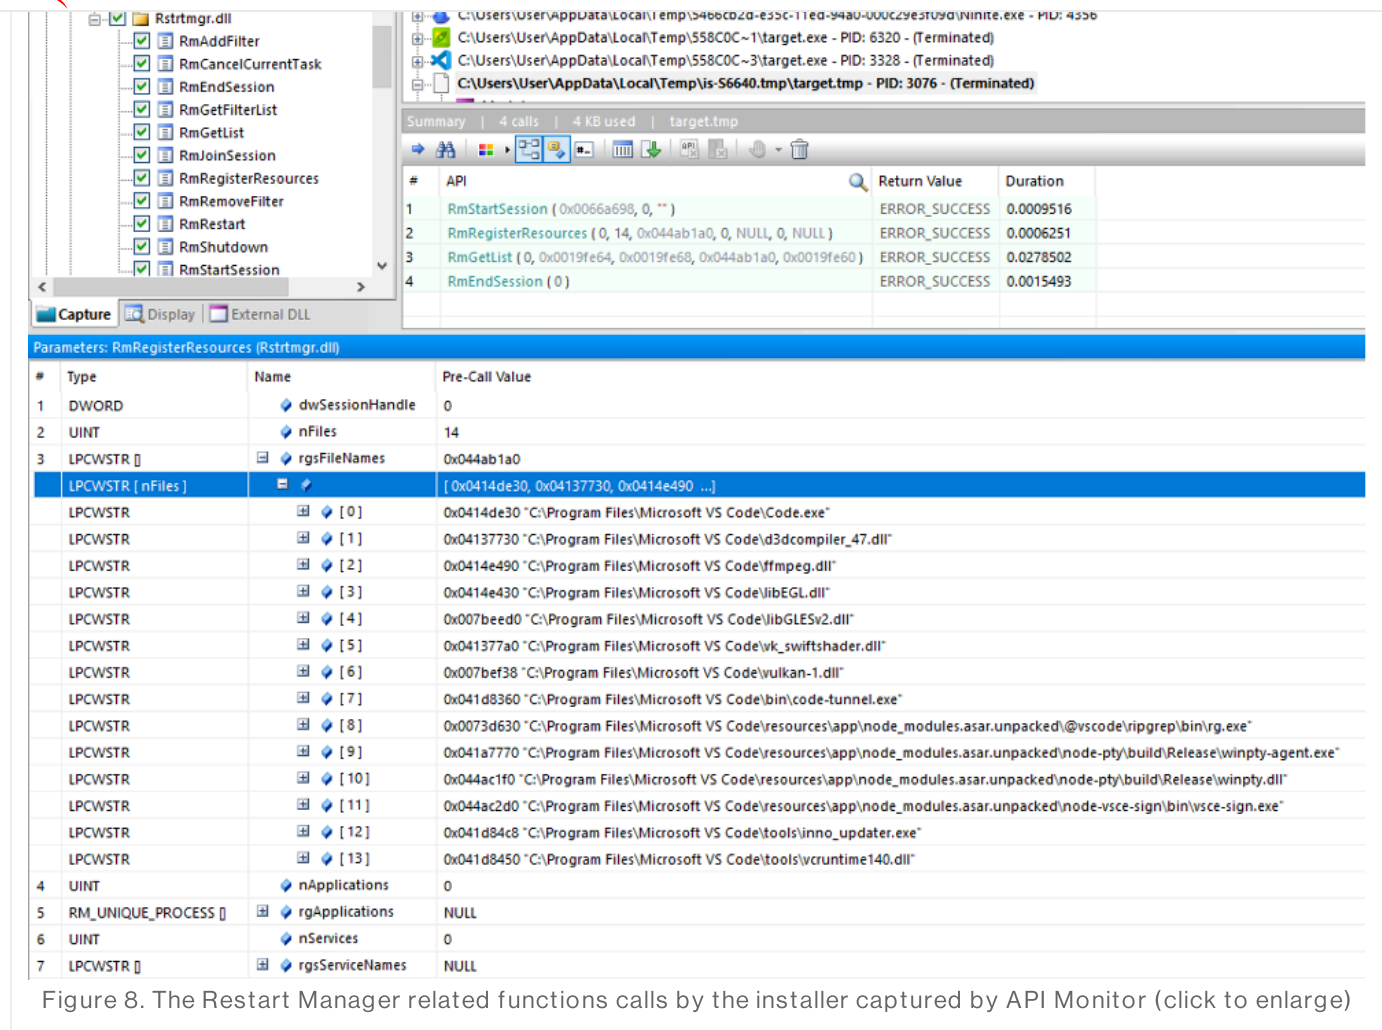 Rstrtmgr.dll
RmAddFilter
RmCancelCurrentTask
RmEndSession
RmGetFilterList
RmGetList
RmJoinSession
RmRegisterResources
RmRemoveFilter
RmRestart
RmShutdown
RmStartSession
Capture Display External DLL
C:\Users\User\AppData\Local\Temp\5466cb2d-e35c-11ed-94a0-000c29e3f09d\Ninite.exe - PID: 4356
C:\Users\User\AppData\Local\Temp\558C0C~1\target.exe - PID: 6320 - (Terminated)
C:\Users\User\AppData\Local\Temp\558C0C~3\target.exe - PID: 3328 - (Terminated)
C:\Users\User\AppData\Local\Temp\is-S6640.tmp\target.tmp - PID: 3076 - (Terminated)
Summary | 4 calls | 4 KB used | target.tmp
# API Return Value Duration
1 RmStartSession ( 0x0066a698, 0, "" ) ERROR_SUCCESS 0.0009516
2 RmRegisterResources ( 0, 14, 0x044ab1a0, 0, NULL, 0, NULL ) ERROR_SUCCESS 0.0006251
3 RmGetList ( 0, 0x0019fe64, 0x0019fe68, 0x044ab1a0, 0x0019fe60 ) ERROR_SUCCESS 0.0278502
4 RmEndSession ( 0 ) ERROR_SUCCESS 0.0015493
Parameters: RmRegisterResources (Rstrtmgr.dll)
# Type Name Pre-Call Value
1 DWORD dwSessionHandle 0
2 UINT nFiles 14
3 LPCWSTR [] rgsFileNames 0x044ab1a0
LPCWSTR [ nFiles ] [ 0x0414de30, 0x04137730, 0x0414e490 ...]
LPCWSTR [ 0 ] 0x0414de30 "C:\Program Files\Microsoft VS Code\Code.exe"
LPCWSTR [ 1 ] 0x04137730 "C:\Program Files\Microsoft VS Code\d3dcompiler_47.dll"
LPCWSTR [ 2 ] 0x0414e490 "C:\Program Files\Microsoft VS Code\ffmpeg.dll"
LPCWSTR [ 3 ] 0x0414e430 "C:\Program Files\Microsoft VS Code\libEGL.dll"
LPCWSTR [ 4 ] 0x007beed0 "C:\Program Files\Microsoft VS Code\libGLESv2.dll"
LPCWSTR [ 5 ] 0x041377a0 "C:\Program Files\Microsoft VS Code\vk_swiftshader.dll"
LPCWSTR [ 6 ] 0x007bef38 "C:\Program Files\Microsoft VS Code\vulkan-1.dll"
LPCWSTR [ 7 ] 0x041d8360 "C:\Program Files\Microsoft VS Code\bin\code-tunnel.exe"
LPCWSTR [ 8 ] 0x0073d630 "C:\Program Files\Microsoft VS Code\resources\app\node_modules.asar.unpacked\@vscode\ripgrep\bin\rg.exe"
LPCWSTR [ 9 ] 0x041a7770 "C:\Program Files\Microsoft VS Code\resources\app\node_modules.asar.unpacked\node-pty\build\Release\winpty-agent.exe"
LPCWSTR [ 10 ] 0x044ac1f0 "C:\Program Files\Microsoft VS Code\resources\app\node_modules.asar.unpacked\node-pty\build\Release\winpty.dll"
LPCWSTR [ 11 ] 0x044ac2d0 "C:\Program Files\Microsoft VS Code\resources\app\node_modules.asar.unpacked\node-vsce-sign\bin\vsce-sign.exe"
LPCWSTR [ 12 ] 0x041d84c8 "C:\Program Files\Microsoft VS Code\tools\inno_updater.exe"
LPCWSTR [ 13 ] 0x041d8450 "C:\Program Files\Microsoft VS Code\tools\vcruntime140.dll"
4 UINT nApplications 0
5 RM_UNIQUE_PROCESS [] rgApplications NULL
6 UINT nServices 0
7 LPCWSTR [] rgsServiceNames NULL
Figure 8. The Restart Manager related functions calls by the installer captured by API Monitor (click to enlarge)